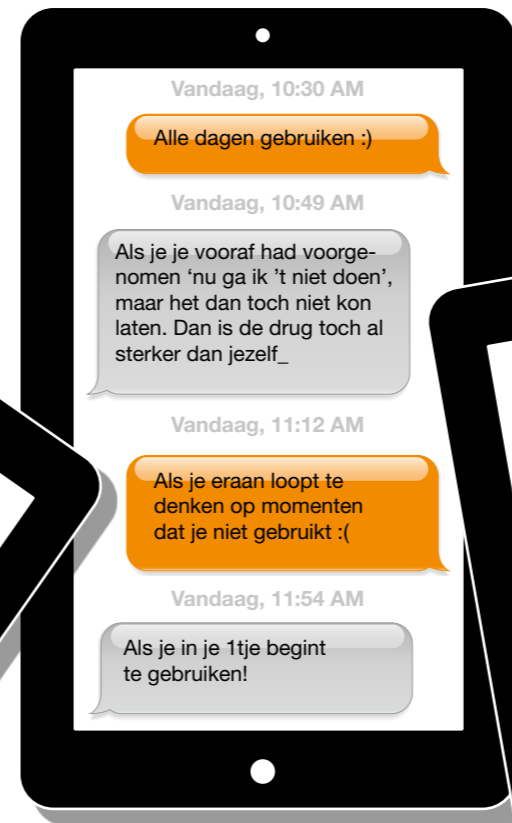 Vandaag, 10:30 AM
Alle dagen gebruiken :)
Vandaag, 10:49 AM
Als je je vooraf had voorge-
nomen ‘nu ga ik ’t niet doen’,
maar het dan toch niet kon
laten. Dan is de drug toch al
sterker dan jezelf_
Vandaag, 11:12 AM
Als je eraan loopt te
denken op momenten
dat je niet gebruikt :(
Vandaag, 11:54 AM
Als je in je 1tje begint
te gebruiken!